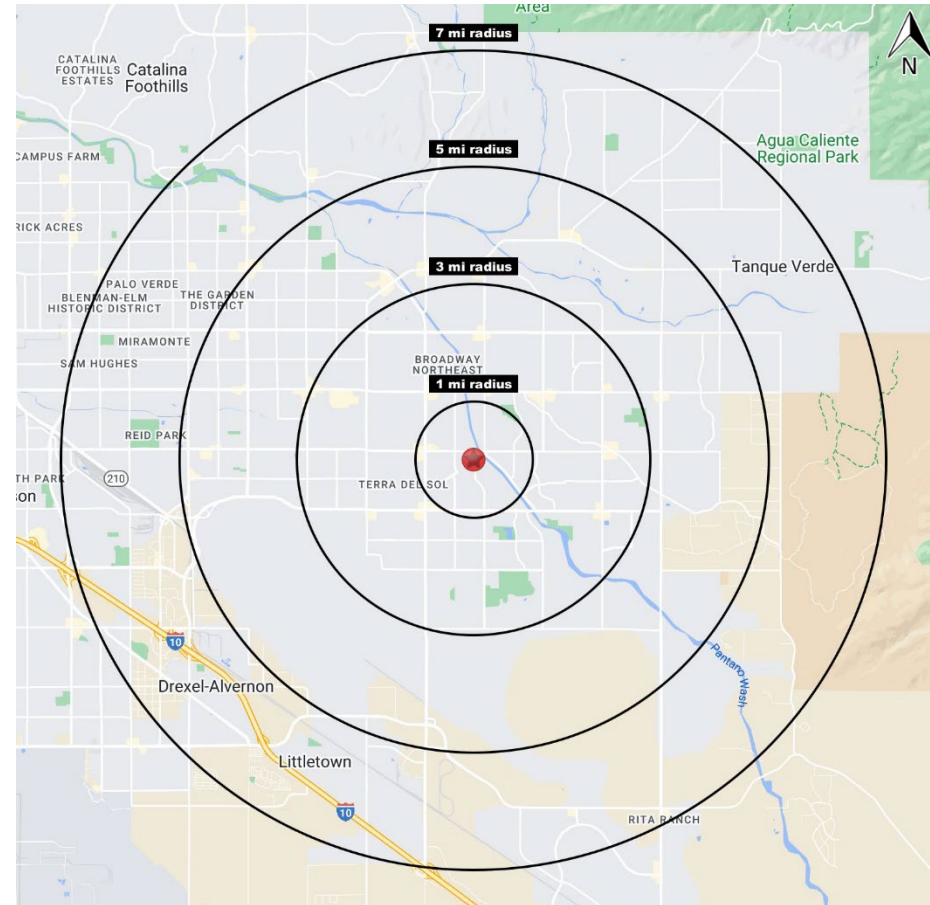 Area
7 mi radius
N
CATALINA
FOOTHILLS
ESTATES
Catalina
Foothills
5 mi radius
CAMPUS FARM
Agua Caliente
Regional Park
RICK ACRES
3 mi radius
Tanque Verde
PALO VERDE
BLENMAN-ELM
HISTORIC DISTRICT
THE GARDEN
DISTRICT
MIRAMONTE
SAM HUGHES
BROADWAY
NORTHEAST
1 mi radius
REID PARK
TH PARK
210
son
TERRA DEL SOL
10
Pantano
Wash
Drexel-Alvernon
Littletown
10
RITA RANCH